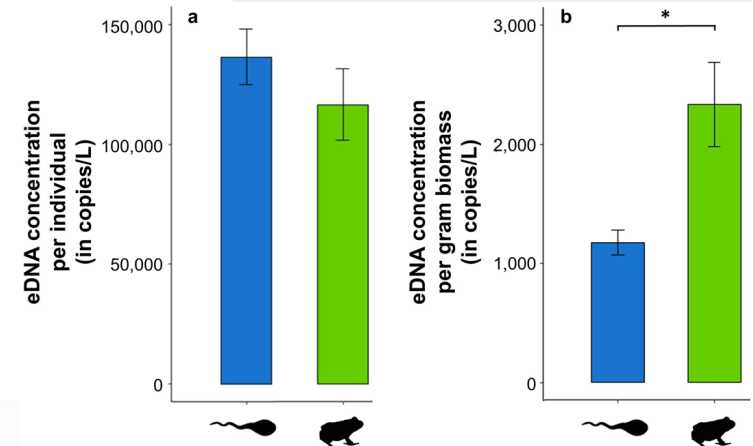 a
eDNA concentration
per individual
(in copies/L)
150,000
100,000
50,000
0
b
*
eDNA concentration
per gram biomass
(in copies/L)
3,000
2,000
1,000
0